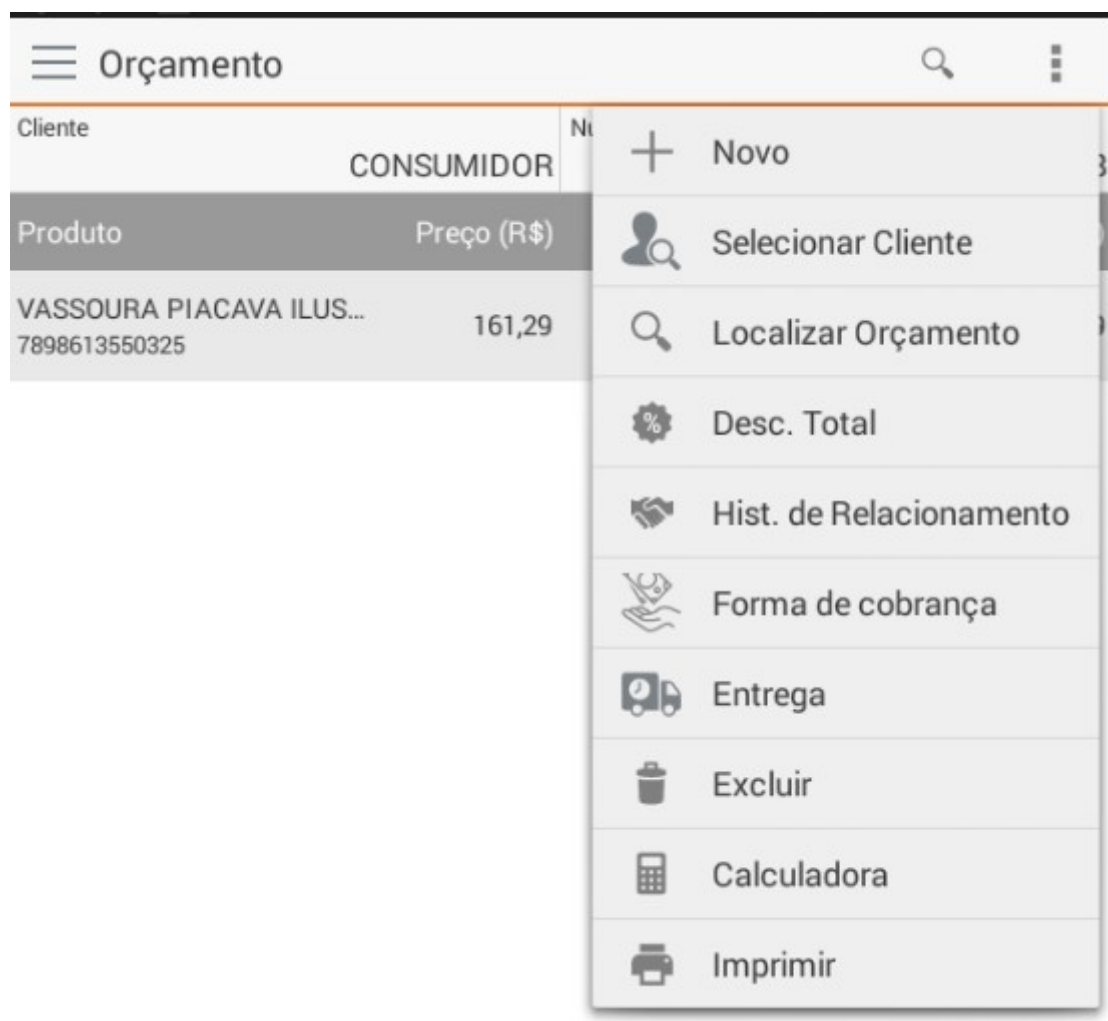 Orçamento
Cliente
CONSUMIDOR
Produto Preço (R$)
VASSOURA PIACAVA ILUS... 161,29
7898613550325
Novo
Selecionar Cliente
Localizar Orçamento
Desc. Total
Hist. de Relacionamento
Forma de cobrança
Entrega
Excluir
Calculadora
Imprimir